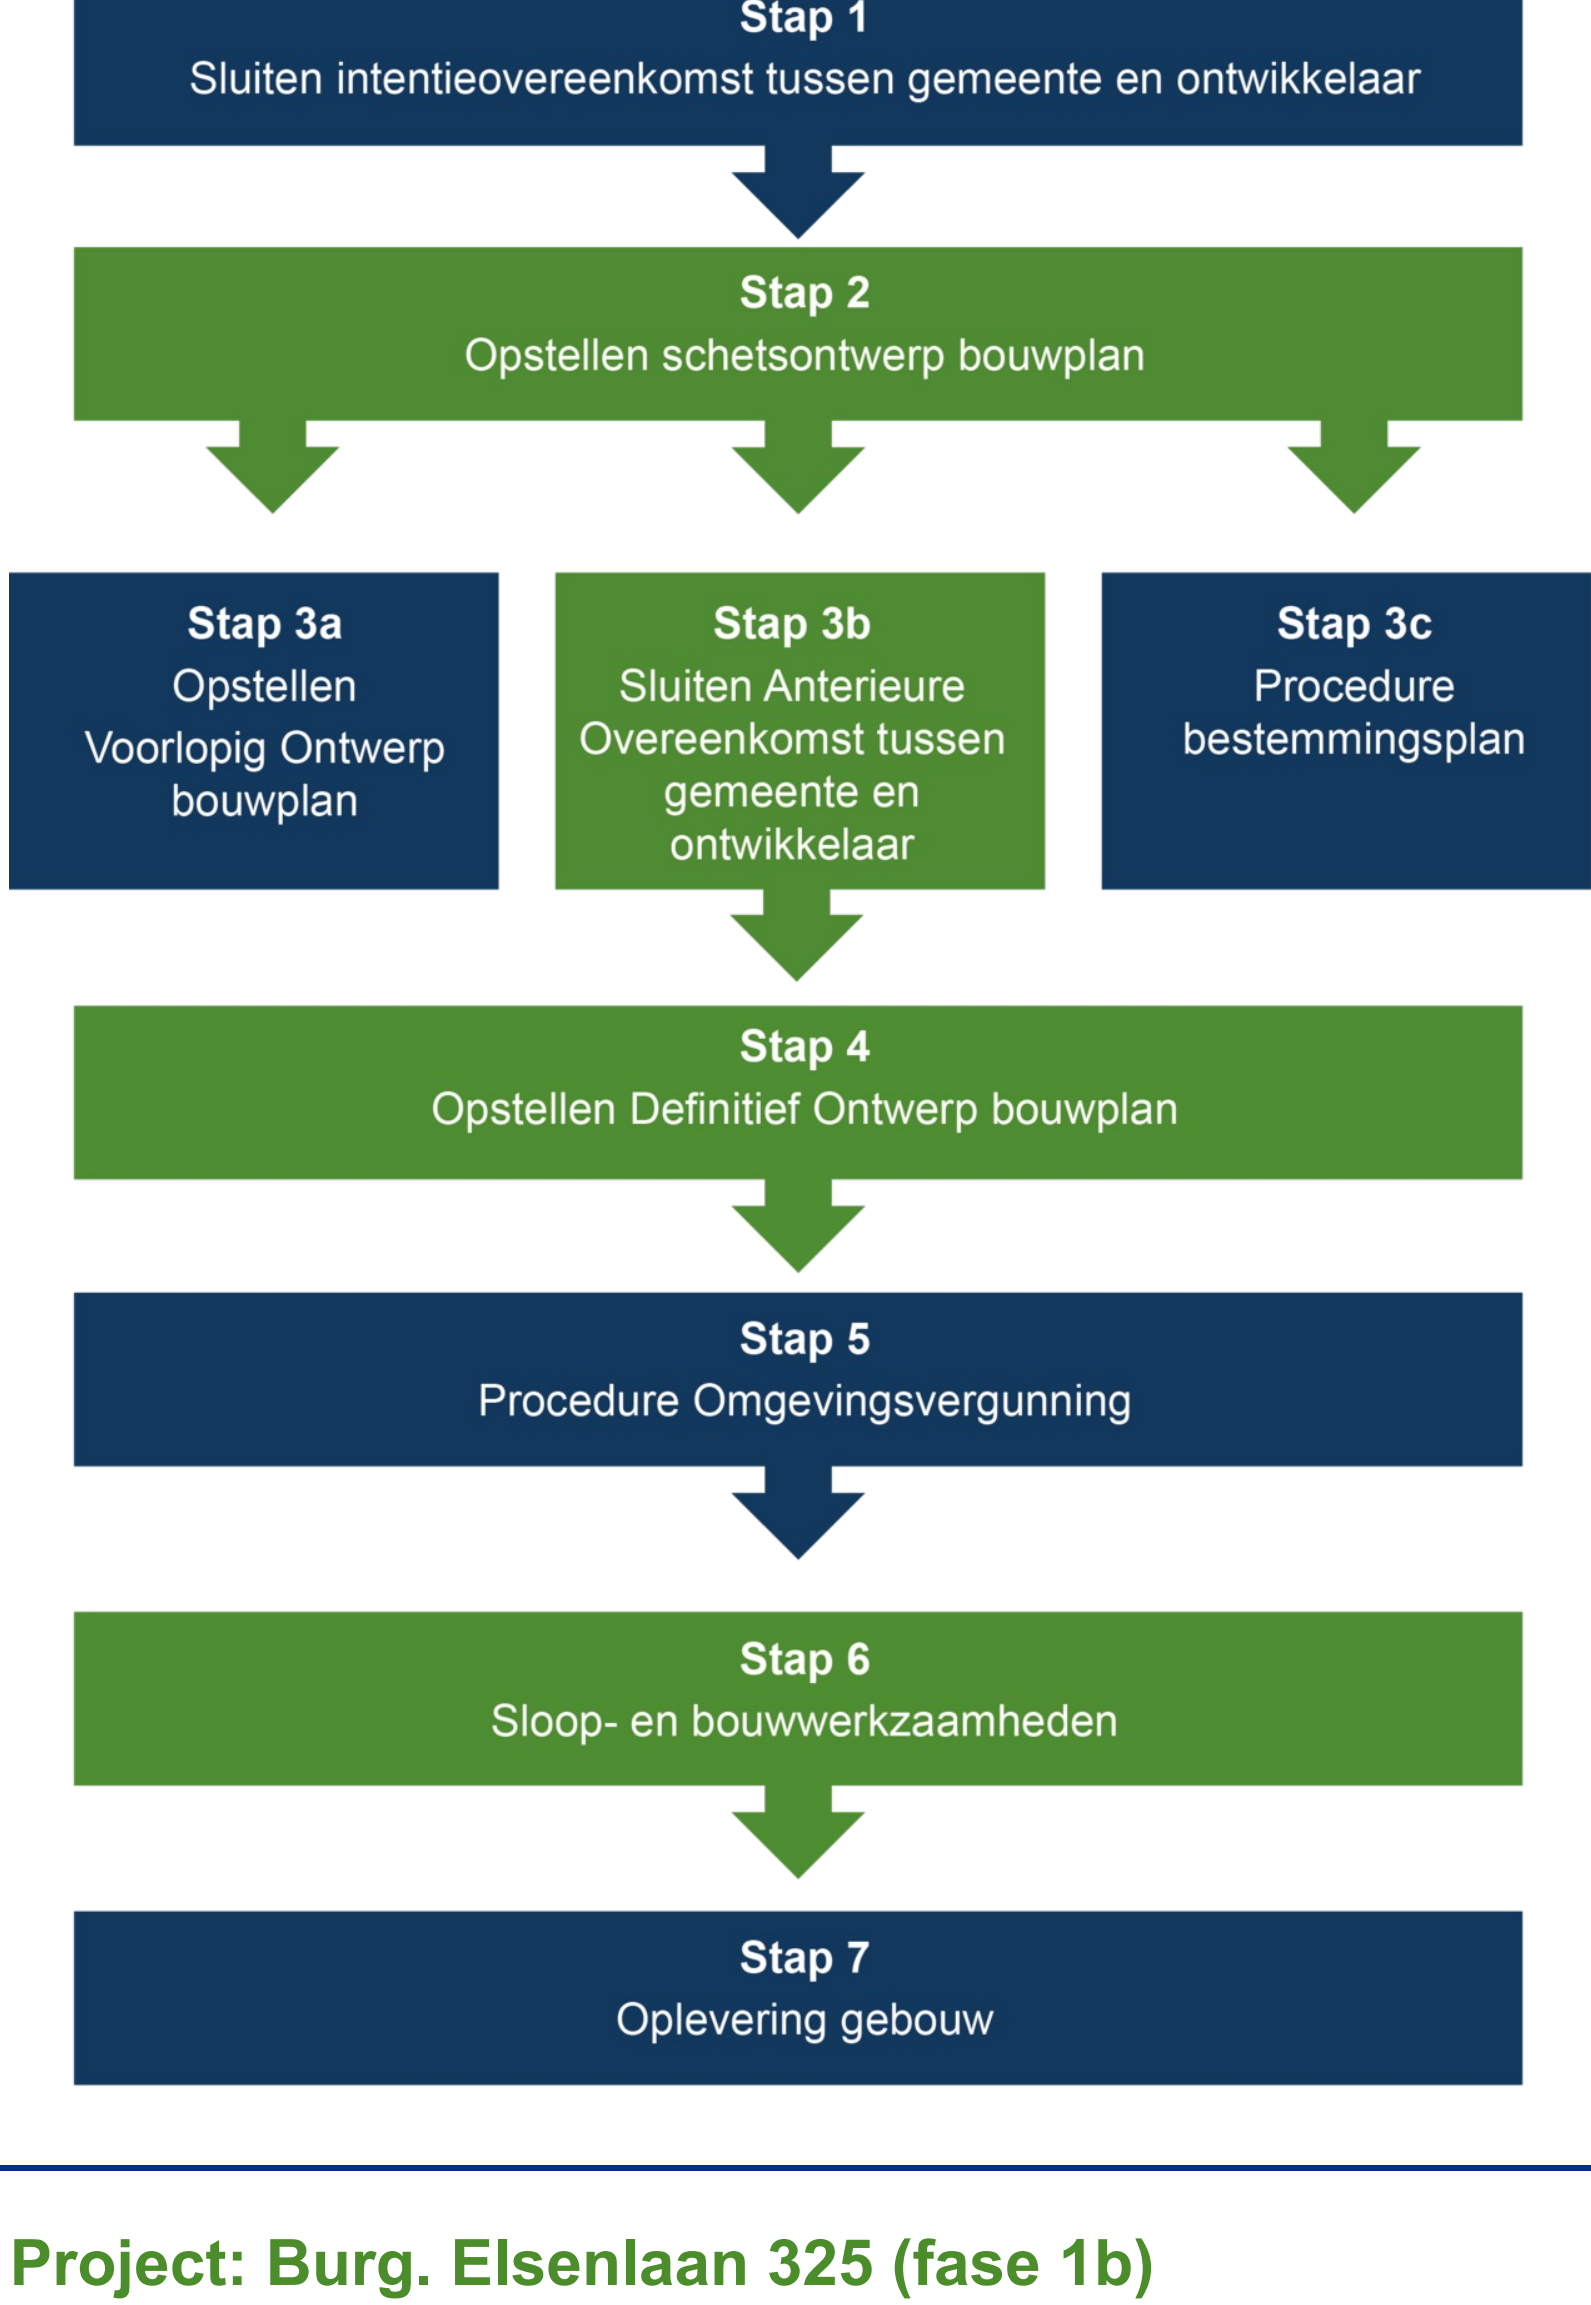 Stap 1
Sluiten intentieovereenkomst tussen gemeente en ontwikkelaar
Stap 2
Opstellen schetsontwerp bouwplan
Stap 3a
Opstellen
Voorlopig Ontwerp
bouwplan
Stap 3b
Sluiten Anterieure
Overeenkomst tussen
gemeente en
ontwikkelaar
Stap 3c
Procedure
bestemmingsplan
Stap 4
Opstellen Definitief Ontwerp bouwplan
Stap 5
Procedure Omgevingsvergunning
Stap 6
Sloop- en bouwwerkzaamheden
Stap 7
Oplevering gebouw
Project: Burg. Elsenlaan 325 (fase 1b)